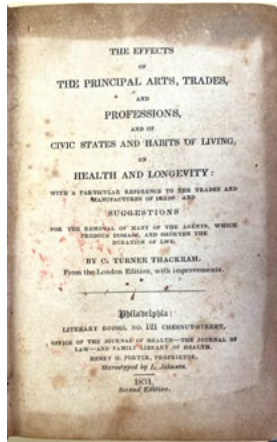 THE EFFECTS
OF
THE PRINCIPAL ARTS, TRADES,
AND
PROFESSIONS,
AND OF
CIVIC STATES AND HABITS OF LIVING,
ON
HEALTH AND LONGEVITY:
WITH A PARTICULAR REFERENCE TO THE TRADES AND
MANUFACTURES OF LEEDS: AND
SUGGESTIONS
FOR THE REMOVAL OF MANY OF THE AGENTS, WHICH
PRODUCE DISEASE, AND SHORTEN THE
DURATION OF LIFE.
BY C. TURNER THACKRAH.
From the London Edition, with improvements.
Philadelphia:
LITERARY ROOMS, NO. 121 CHESNUT-STREET,
OFFICE OF THE JOURNAL OF HEALTH—THE JOURNAL OF
LAW—AND FAMILY LIBRARY OF HEALTH.
HENRY H. PORTER, PROPRIETOR.
Stereotyped by L. Johnson.
1831.
Second Edition.